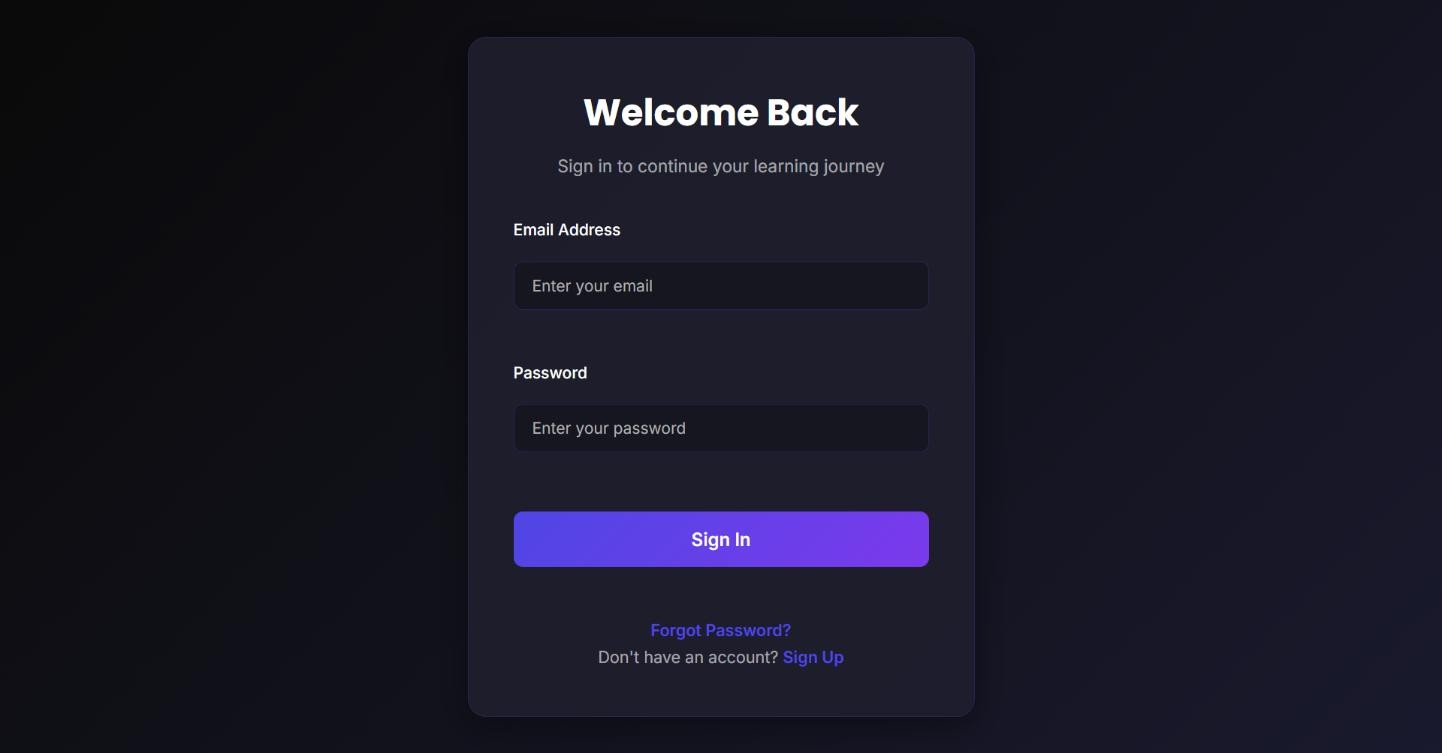 Welcome Back
Sign in to continue your learning journey
Email Address
Enter your email
Password
Enter your password
Sign In
Forgot Password?
Don't have an account? Sign Up